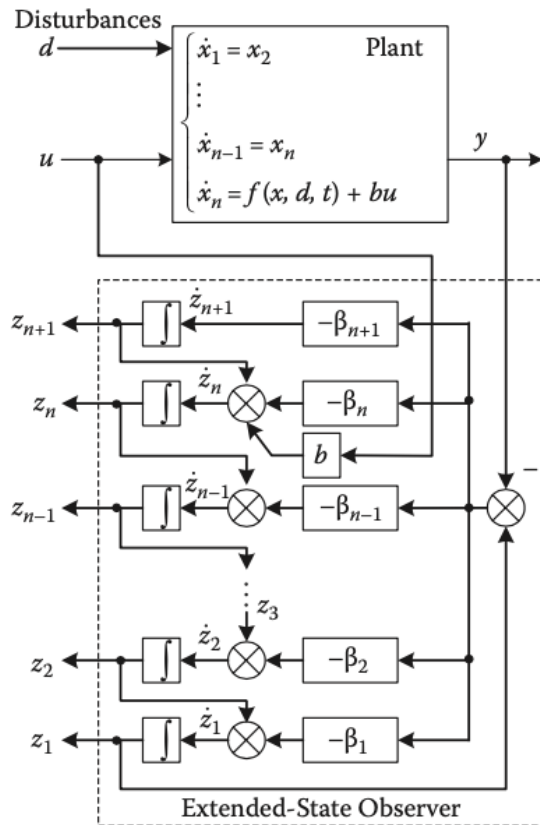 Disturbances
d
Plant
ẋ₁ = x₂
⋮
ẋₙ₋₁ = xₙ
ẋₙ = f (x, d, t) + bu
u
y
zₙ₊₁
∫
żₙ₊₁
−βₙ₊₁
zₙ
∫
żₙ
−βₙ
b
zₙ₋₁
∫
żₙ₋₁
−βₙ₋₁
−
⋮
z₃
z₂
∫
ż₂
−β₂
z₁
∫
ż₁
−β₁
Extended-State Observer